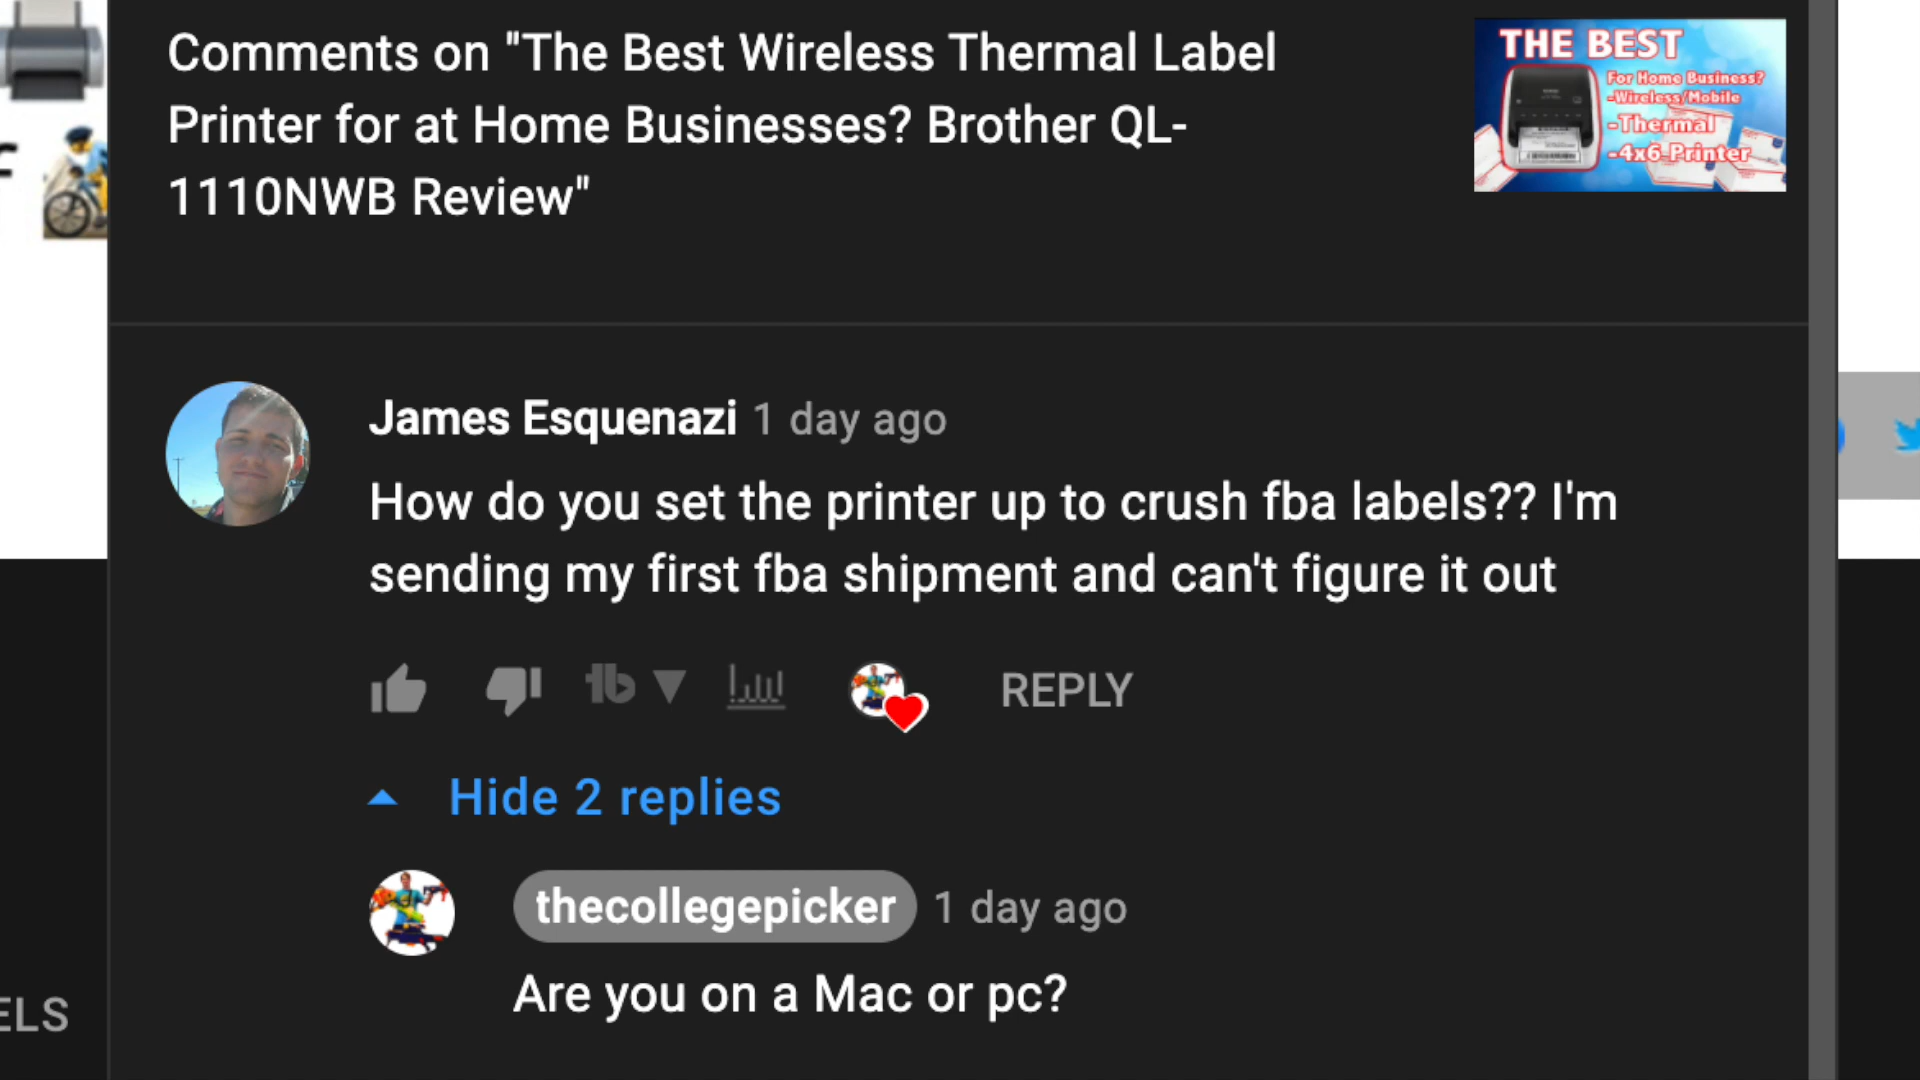 Comments on "The Best Wireless Thermal Label
Printer for at Home Businesses? Brother QL-
1110NWB Review"
THE BEST
For Home Business?
-Wireless/Mobile
-Thermal
-4x6 Printer
James Esquenazi 1 day ago
How do you set the printer up to crush fba labels?? I'm
sending my first fba shipment and can't figure it out
REPLY
Hide 2 replies
thecollegepicker 1 day ago
Are you on a Mac or pc?
ELS